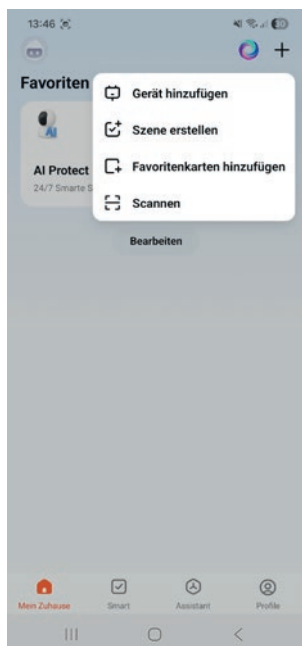 13:46
Favoriten
Gerät hinzufügen
Szene erstellen
Favoritenkarten hinzufügen
Scannen
AI
AI Protect
24/7 Smarte S
Bearbeiten
Mein Zuhause
Smart
Assistant
Profile